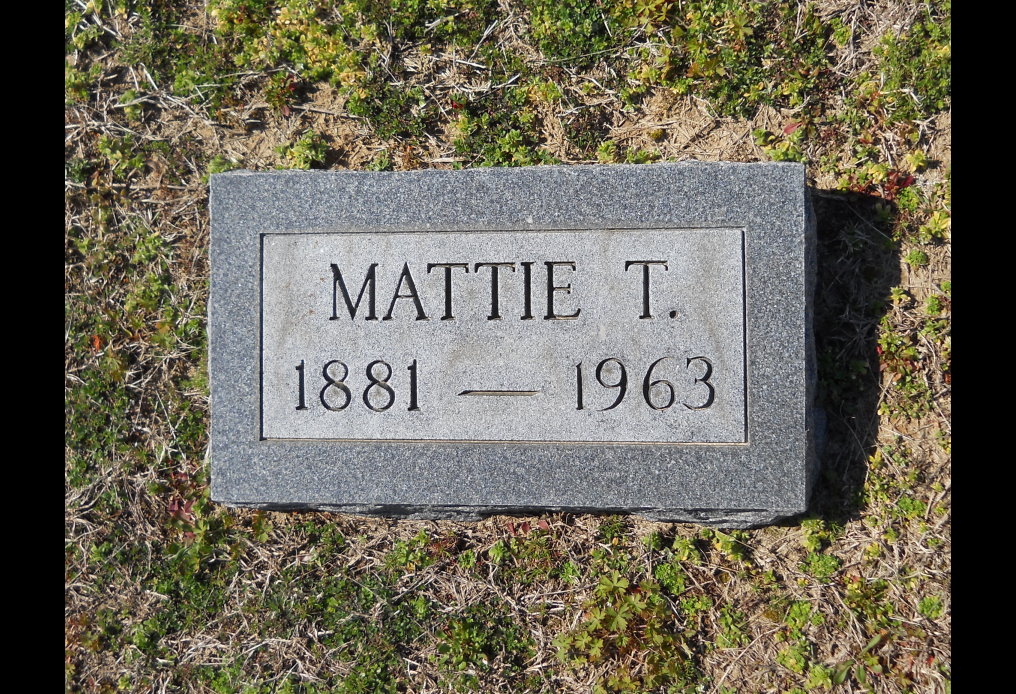 MATTIE T.
1881 — 1963